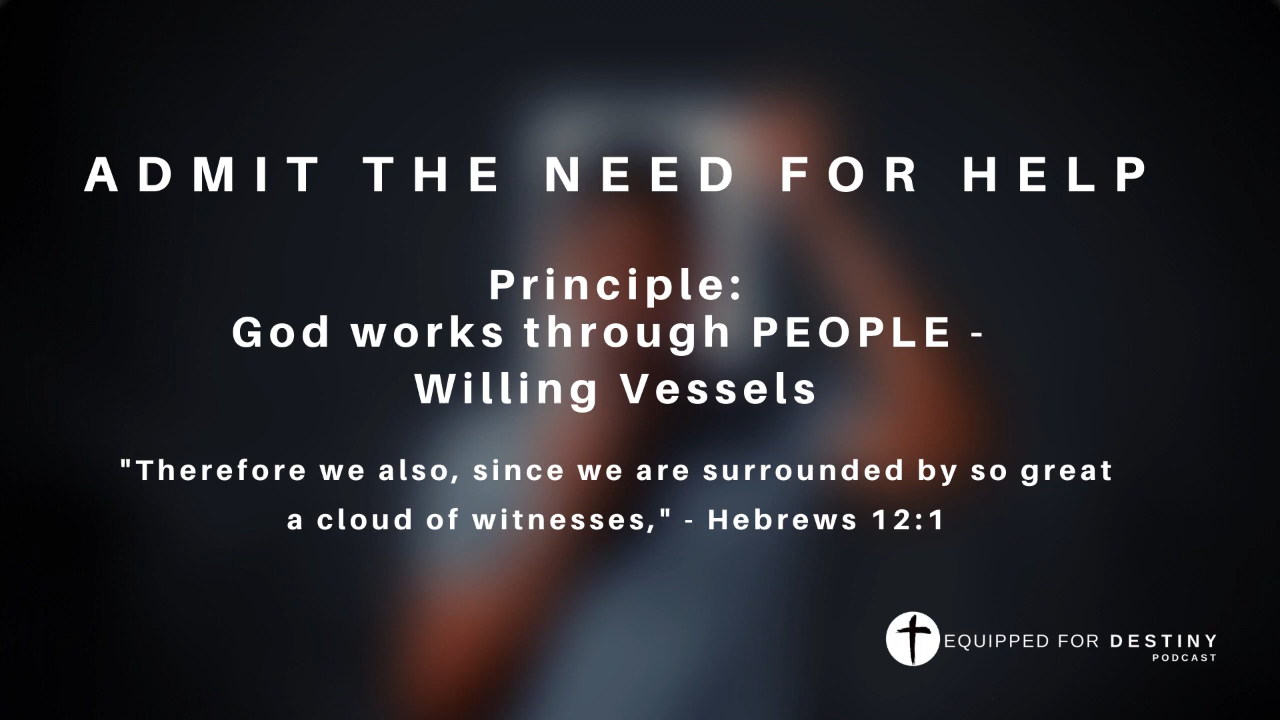 ADMIT THE NEED FOR HELP
Principle:
God works through PEOPLE -
Willing Vessels
"Therefore we also, since we are surrounded by so great
a cloud of witnesses," - Hebrews 12:1
EQUIPPED FOR DESTINY
PODCAST